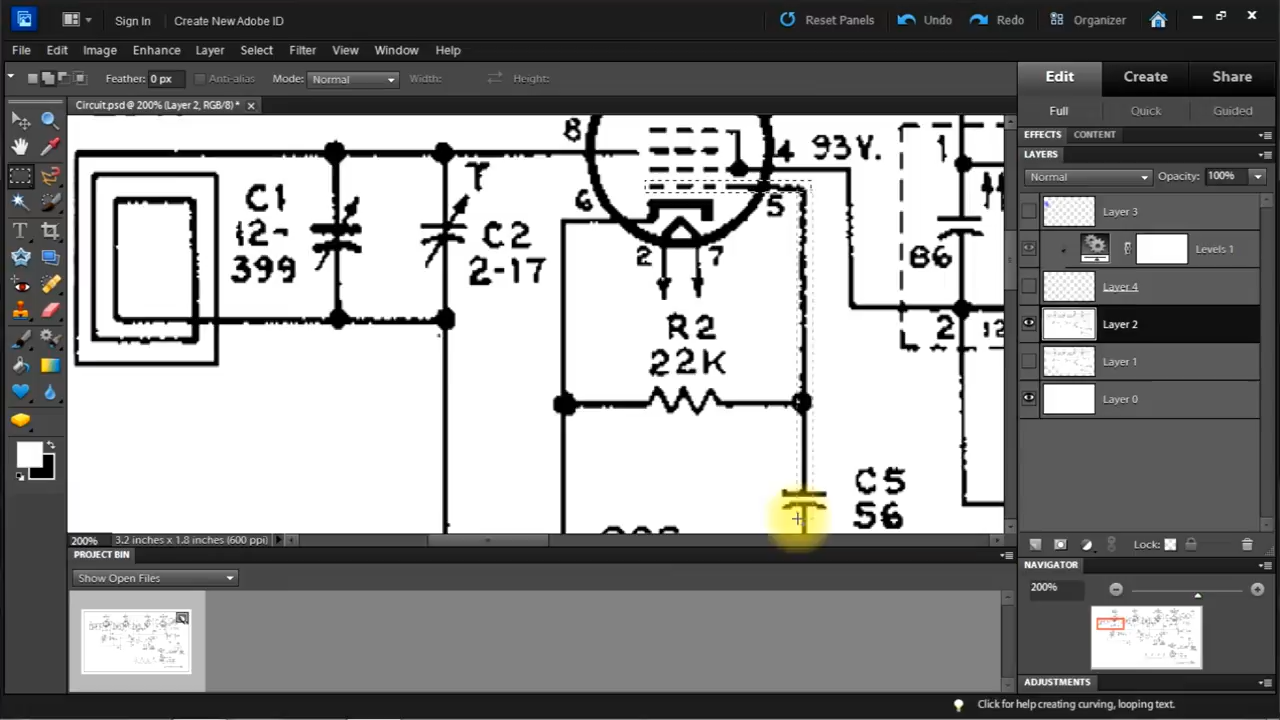 Sign In
Create New Adobe ID
Reset Panels
Undo
Redo
Organizer
File Edit Image Enhance Layer Select Filter View Window Help
Feather: 0 px
Anti-alias
Mode: Normal
Width:
Height:
Edit
Create
Share
Full
Quick
Guided
Circuit.psd @ 200% (Layer 2, RGB/8) *
EFFECTS
CONTENT
LAYERS
Normal
Opacity: 100%
Layer 3
Levels 1
Layer 4
Layer 2
Layer 1
Layer 0
Lock:
NAVIGATOR
200%
ADJUSTMENTS
8
4
93V.
1
C1
12-
399
T
C2
2-17
6
5
2
7
86
2
12
R2
22K
C5
56
200%
3.2 inches x 1.8 inches (600 ppi)
PROJECT BIN
Show Open Files
Click for help creating curving, looping text.